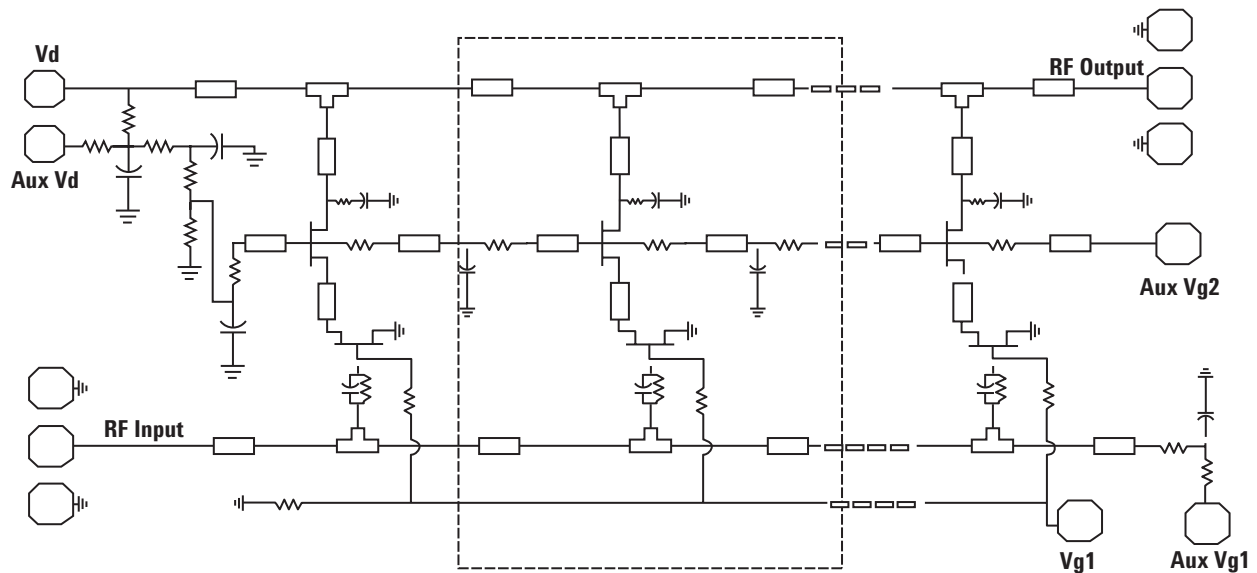 Vd
RF Output
Aux Vd
Aux Vg2
RF Input
Vg1
Aux Vg1